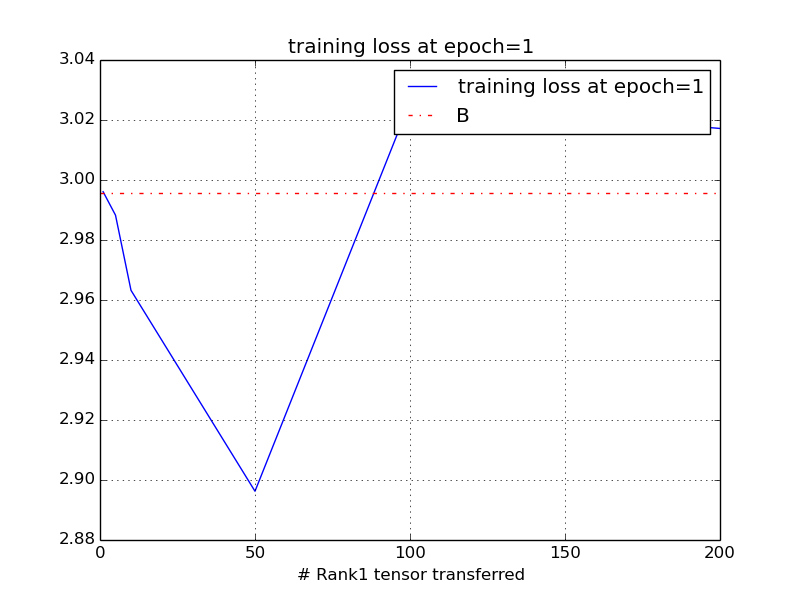 training loss at epoch=1
3.04
3.02
3.00
2.98
2.96
2.94
2.92
2.90
2.88
training loss at epoch=1
B
0 50 100 150 200
# Rank1 tensor transferred